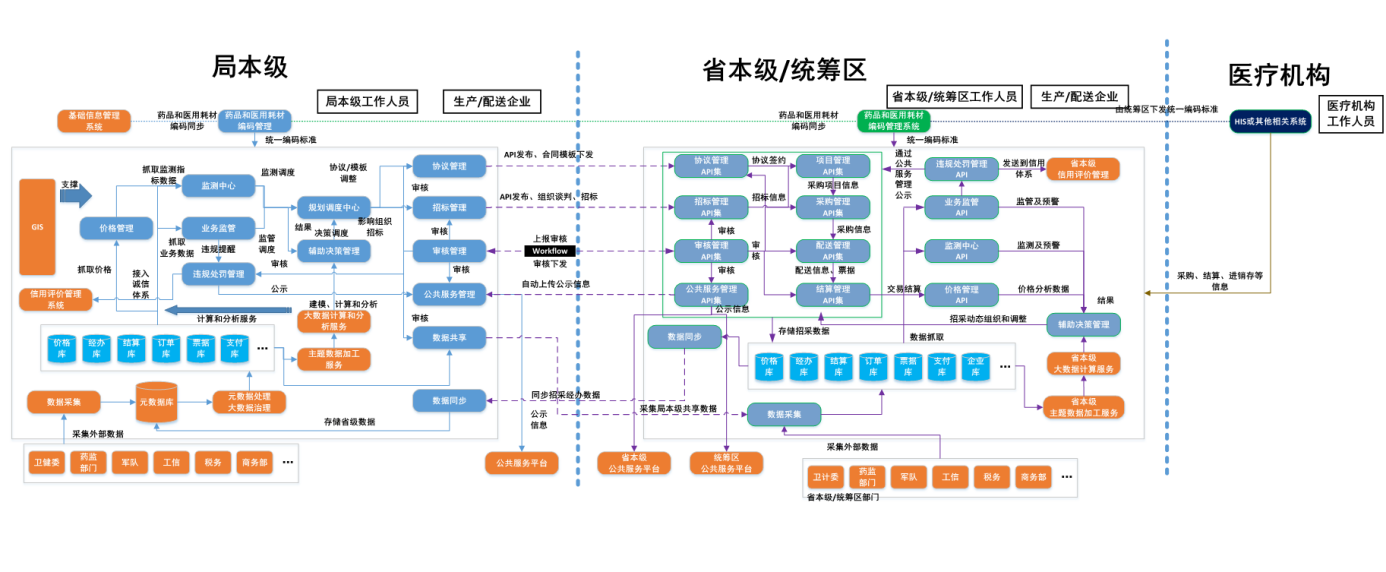 局本级
省本级/统筹区
医疗机构
局本级工作人员
生产/配送企业
省本级/统筹区工作人员
生产/配送企业
医疗机构
工作人员
基础信息管理
系统
药品和医用耗材
编码同步
药品和医用耗材
编码管理
统一编码标准
药品和医用耗材
编码同步
药品和医用耗材
编码管理系统
统一编码标准
由统筹区下发统一编码标准
HIS或其他相关系统
GIS
支撑
抓取监测指
标数据
监测中心
监测调度
协议/模板
调整
协议管理
审核
API发布、合同模板下发
价格管理
业务监管
规划调度中心
招标管理
API发布、组织谈判、招标
抓取
业务数据
违规提醒
监管
调度
结果
决策调度
影响组织
招标
审核
辅助决策管理
审核管理
上报审核
Workflow
审核下发
抓取价格
接入
诚信
体系
违规处罚管理
审核
审核
公示
公共服务管理
自动上传公示信息
信用评价管理
系统
计算和分析服务
建模、计算和分析
大数据计算和分
析服务
审核
价格
库
经办
库
结算
库
订单
库
票据
库
支付
库
...
主题数据加工
服务
数据共享
数据采集
元数据库
元数据处理
大数据治理
数据同步
同步招采经办数据
存储省级数据
采集外部数据
公示
信息
卫健委
药监
部门
军队
工信
税务
商务部
...
公共服务平台
协议管理
API集
协议签约
项目管理
API集
通过
公共
服务
管理
公示
违规处罚管理
API
发送到信用
体系
省本级
信用评价管理
采购项目信息
招标管理
API集
招标信息
采购管理
API集
业务监管
API
监管及预警
审核
采购信息
审核管理
API集
审
核
配送管理
API集
监测中心
API
监测及预警
审核
配送信息、票据
公共服务管理
API集
结算管理
API集
交易结算
价格管理
API
价格分析数据
结果
公示信息
招采动态组织和调整
辅助决策管理
采购、结算、进销存等
信息
数据同步
存储招采数据
数据抓取
价格
库
经办
库
结算
库
订单
库
票据
库
支付
库
企业
库
...
省本级
大数据计算服务
省本级
主题数据加工服务
采集局本级共享数据
数据采集
采集外部数据
省本级
公共服务平台
统筹区
公共服务平台
卫计委
药监
部门
军队
工信
税务
商务部
...
省本级/统筹区部门